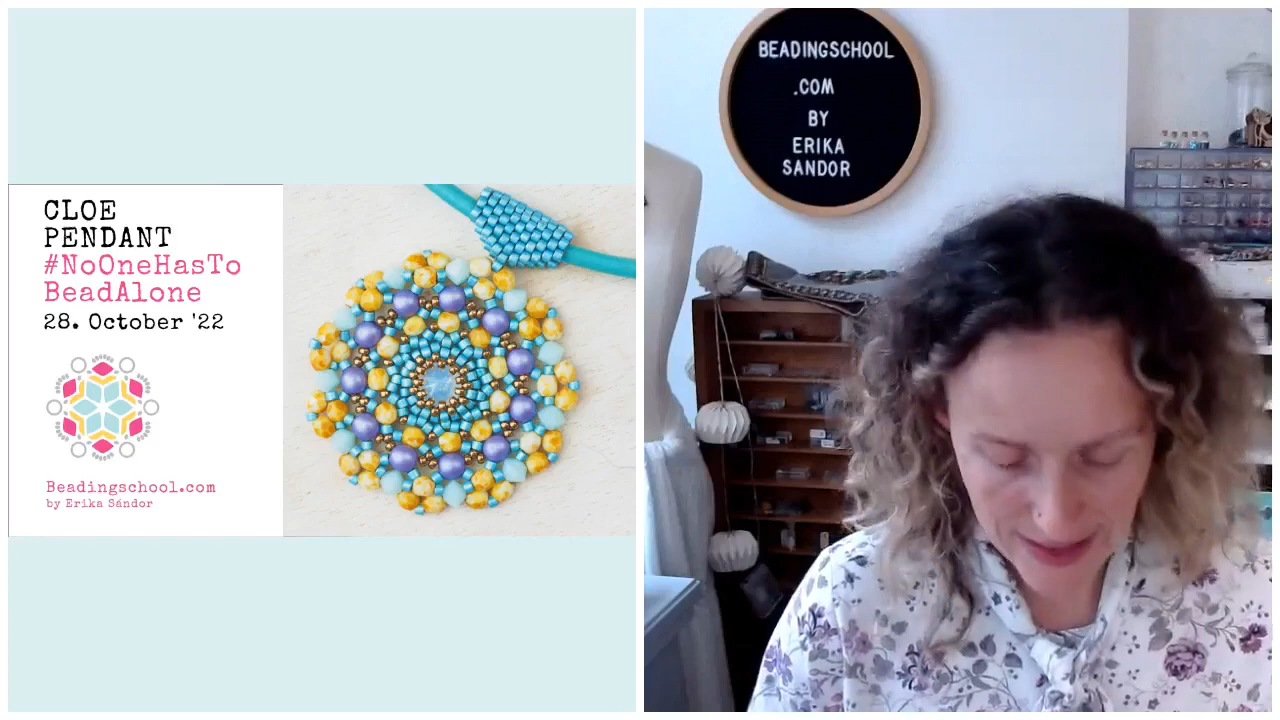 CLOE
PENDANT
#NoOneHasTo
BeadAlone
28. October '22
Beadingschool.com
by Erika Sándor
BEADINGSCHOOL
.COM
BY
ERIKA
SANDOR